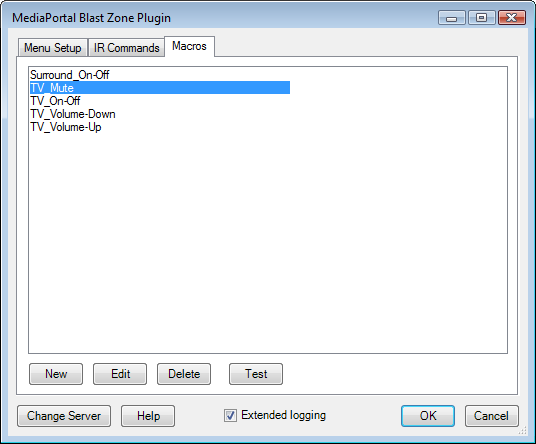 MediaPortal Blast Zone Plugin
Menu Setup IR Commands Macros
Surround_On-Off
TV_Mute
TV_On-Off
TV_Volume-Down
TV_Volume-Up
New Edit Delete Test
Change Server Help Extended logging OK Cancel